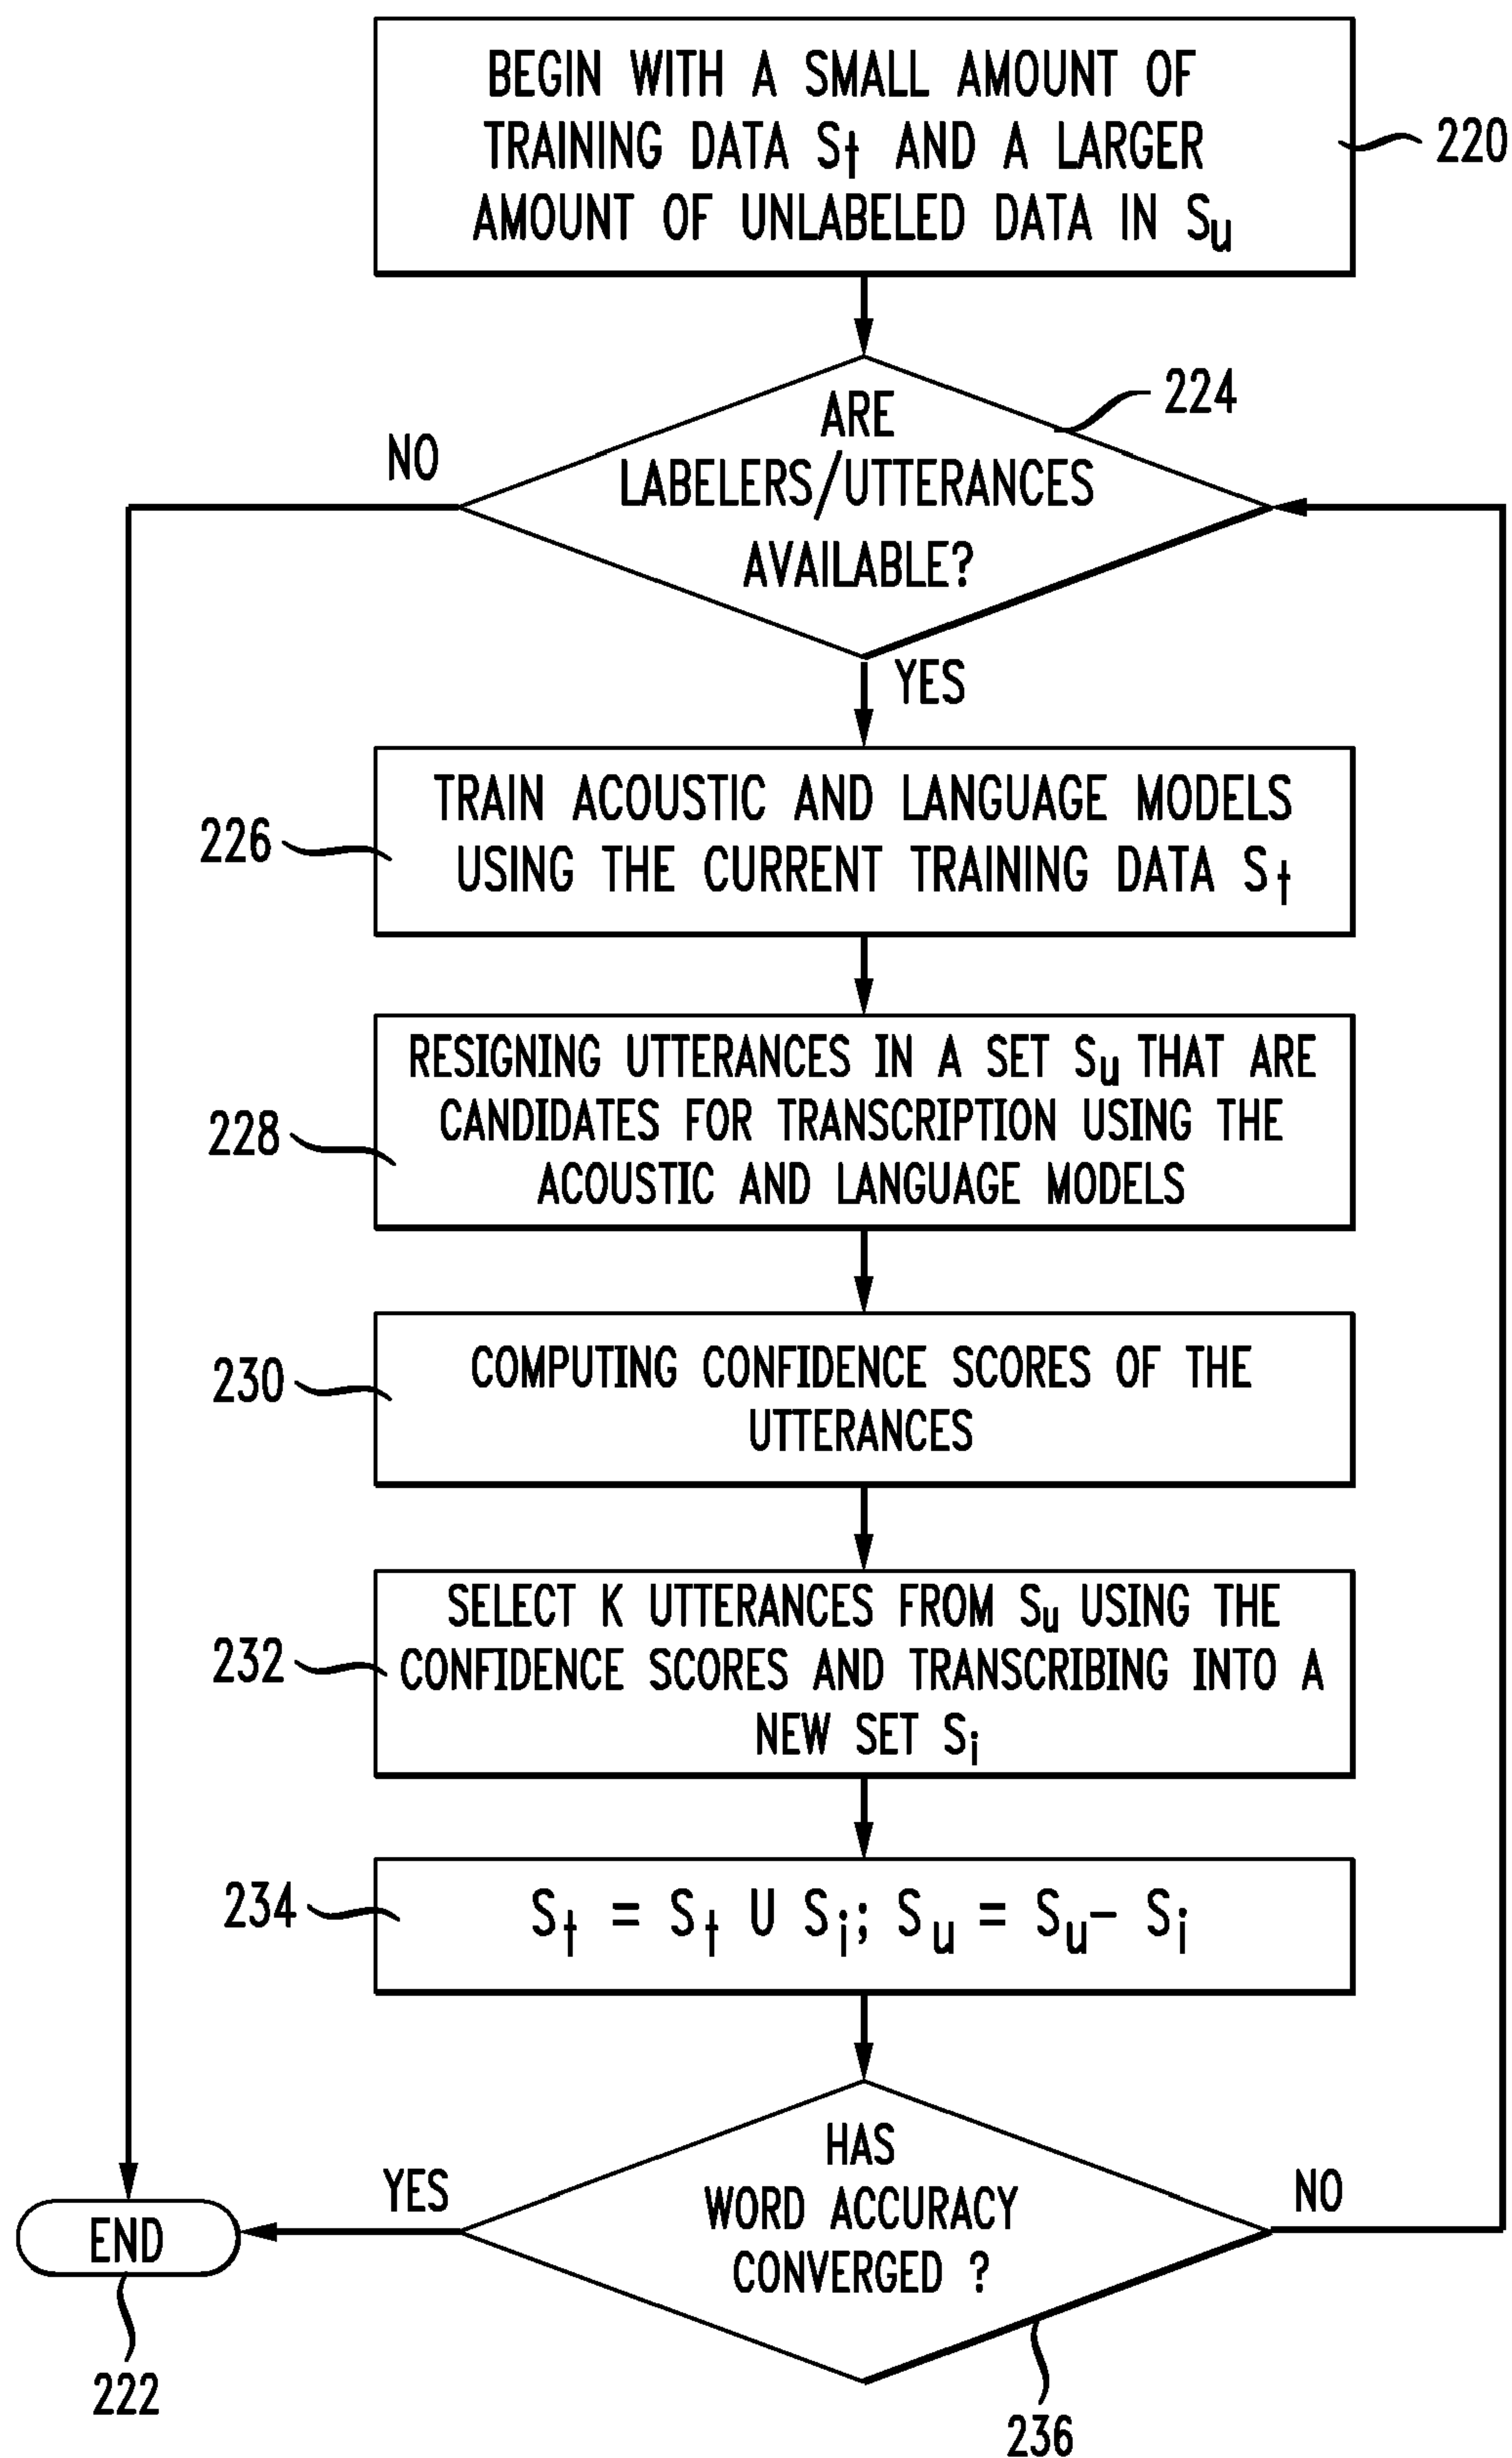 BEGIN WITH A SMALL AMOUNT OF
TRAINING DATA St AND A LARGER
AMOUNT OF UNLABELED DATA IN Su
220
ARE
LABELERS/UTTERANCES
AVAILABLE?
224
NO
YES
TRAIN ACOUSTIC AND LANGUAGE MODELS
USING THE CURRENT TRAINING DATA St
226
RESIGNING UTTERANCES IN A SET Su THAT ARE
CANDIDATES FOR TRANSCRIPTION USING THE
ACOUSTIC AND LANGUAGE MODELS
228
COMPUTING CONFIDENCE SCORES OF THE
UTTERANCES
230
SELECT K UTTERANCES FROM Su USING THE
CONFIDENCE SCORES AND TRANSCRIBING INTO A
NEW SET Si
232
St = St U Si; Su = Su- Si
234
HAS
WORD ACCURACY
CONVERGED ?
YES
NO
END
222
236